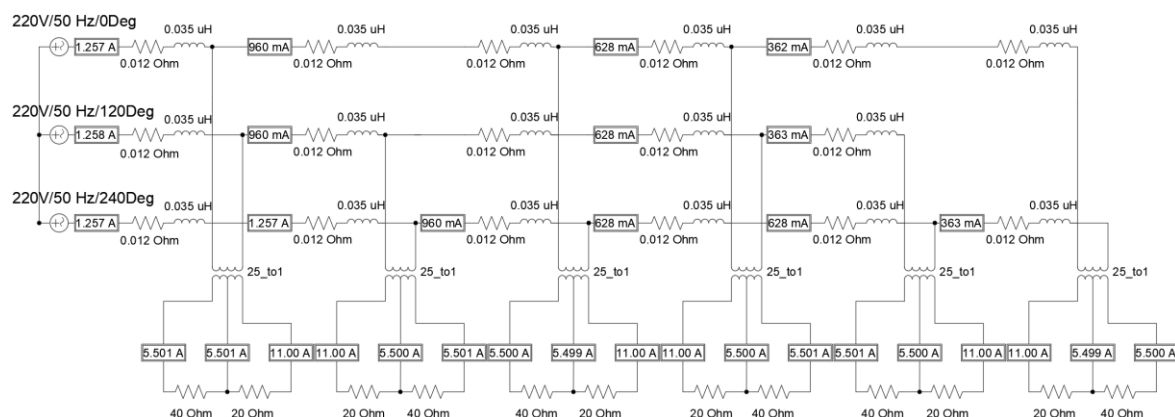 220V/50 Hz/0Deg
0.035 uH 0.035 uH 0.035 uH 0.035 uH 0.035 uH 0.035 uH
1.257 A 960 mA 628 mA 362 mA
0.012 Ohm 0.012 Ohm 0.012 Ohm 0.012 Ohm 0.012 Ohm 0.012 Ohm
220V/50 Hz/120Deg
0.035 uH 0.035 uH 0.035 uH 0.035 uH 0.035 uH
1.258 A 960 mA 628 mA 363 mA
0.012 Ohm 0.012 Ohm 0.012 Ohm 0.012 Ohm 0.012 Ohm
220V/50 Hz/240Deg
0.035 uH 0.035 uH 0.035 uH 0.035 uH 0.035 uH 0.035 uH
1.257 A 1.257 A 960 mA 628 mA 628 mA 363 mA
0.012 Ohm 0.012 Ohm 0.012 Ohm 0.012 Ohm 0.012 Ohm 0.012 Ohm
25_to1 25_to1 25_to1 25_to1 25_to1 25_to1
5.501 A 5.501 A 11.00 A 11.00 A 5.500 A 5.501 A 5.500 A 5.499 A 11.00 A 11.00 A 5.500 A 5.501 A 5.501 A 5.500 A 11.00 A 11.00 A 5.499 A 5.500 A
40 Ohm 20 Ohm 20 Ohm 40 Ohm 40 Ohm 20 Ohm 20 Ohm 40 Ohm 40 Ohm 20 Ohm 20 Ohm 40 Ohm